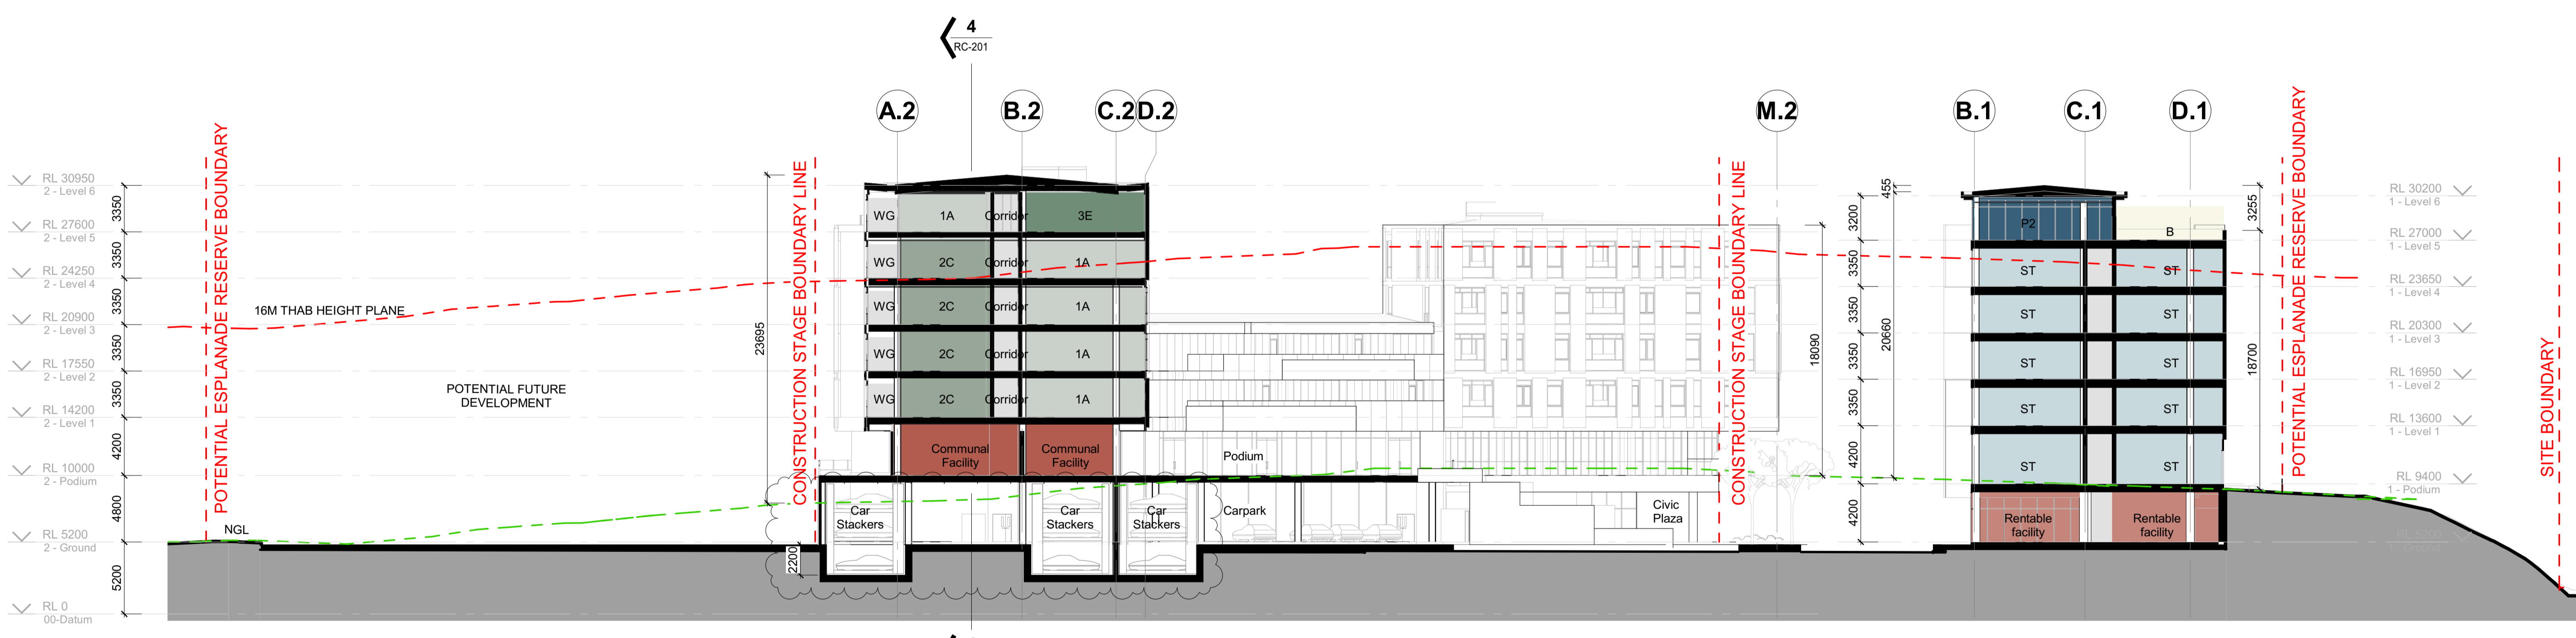 4
RC-201
A.2
B.2
C.2
D.2
M.2
B.1
C.1
D.1
POTENTIAL ESPLANADE RESERVE BOUNDARY
CONSTRUCTION STAGE BOUNDARY LINE
CONSTRUCTION STAGE BOUNDARY LINE
POTENTIAL ESPLANADE RESERVE BOUNDARY
SITE BOUNDARY
RL 30950
2 - Level 6
RL 27600
2 - Level 5
RL 24250
2 - Level 4
RL 20900
2 - Level 3
RL 17550
2 - Level 2
RL 14200
2 - Level 1
RL 10000
2 - Podium
RL 5200
2 - Ground
RL 0
00-Datum
3350
3350
3350
3350
3350
4200
4800
5200
16M THAB HEIGHT PLANE
POTENTIAL FUTURE
DEVELOPMENT
NGL
23695
2200
WG
1A
Corridor
3E
WG
2C
Corridor
1A
WG
2C
Corridor
1A
WG
2C
Corridor
1A
WG
2C
Corridor
1A
Communal
Facility
Communal
Facility
Car
Stackers
Car
Stackers
Car
Stackers
Podium
Carpark
Civic
Plaza
18090
455
3200
3350
3350
3350
3350
4200
4200
20660
P2
B
ST
ST
ST
ST
ST
ST
ST
ST
ST
ST
Rentable
facility
Rentable
facility
3255
18700
RL 30200
1 - Level 6
RL 27000
1 - Level 5
RL 23650
1 - Level 4
RL 20300
1 - Level 3
RL 16950
1 - Level 2
RL 13600
1 - Level 1
RL 9400
1 - Podium
RL 5200
1 - Ground